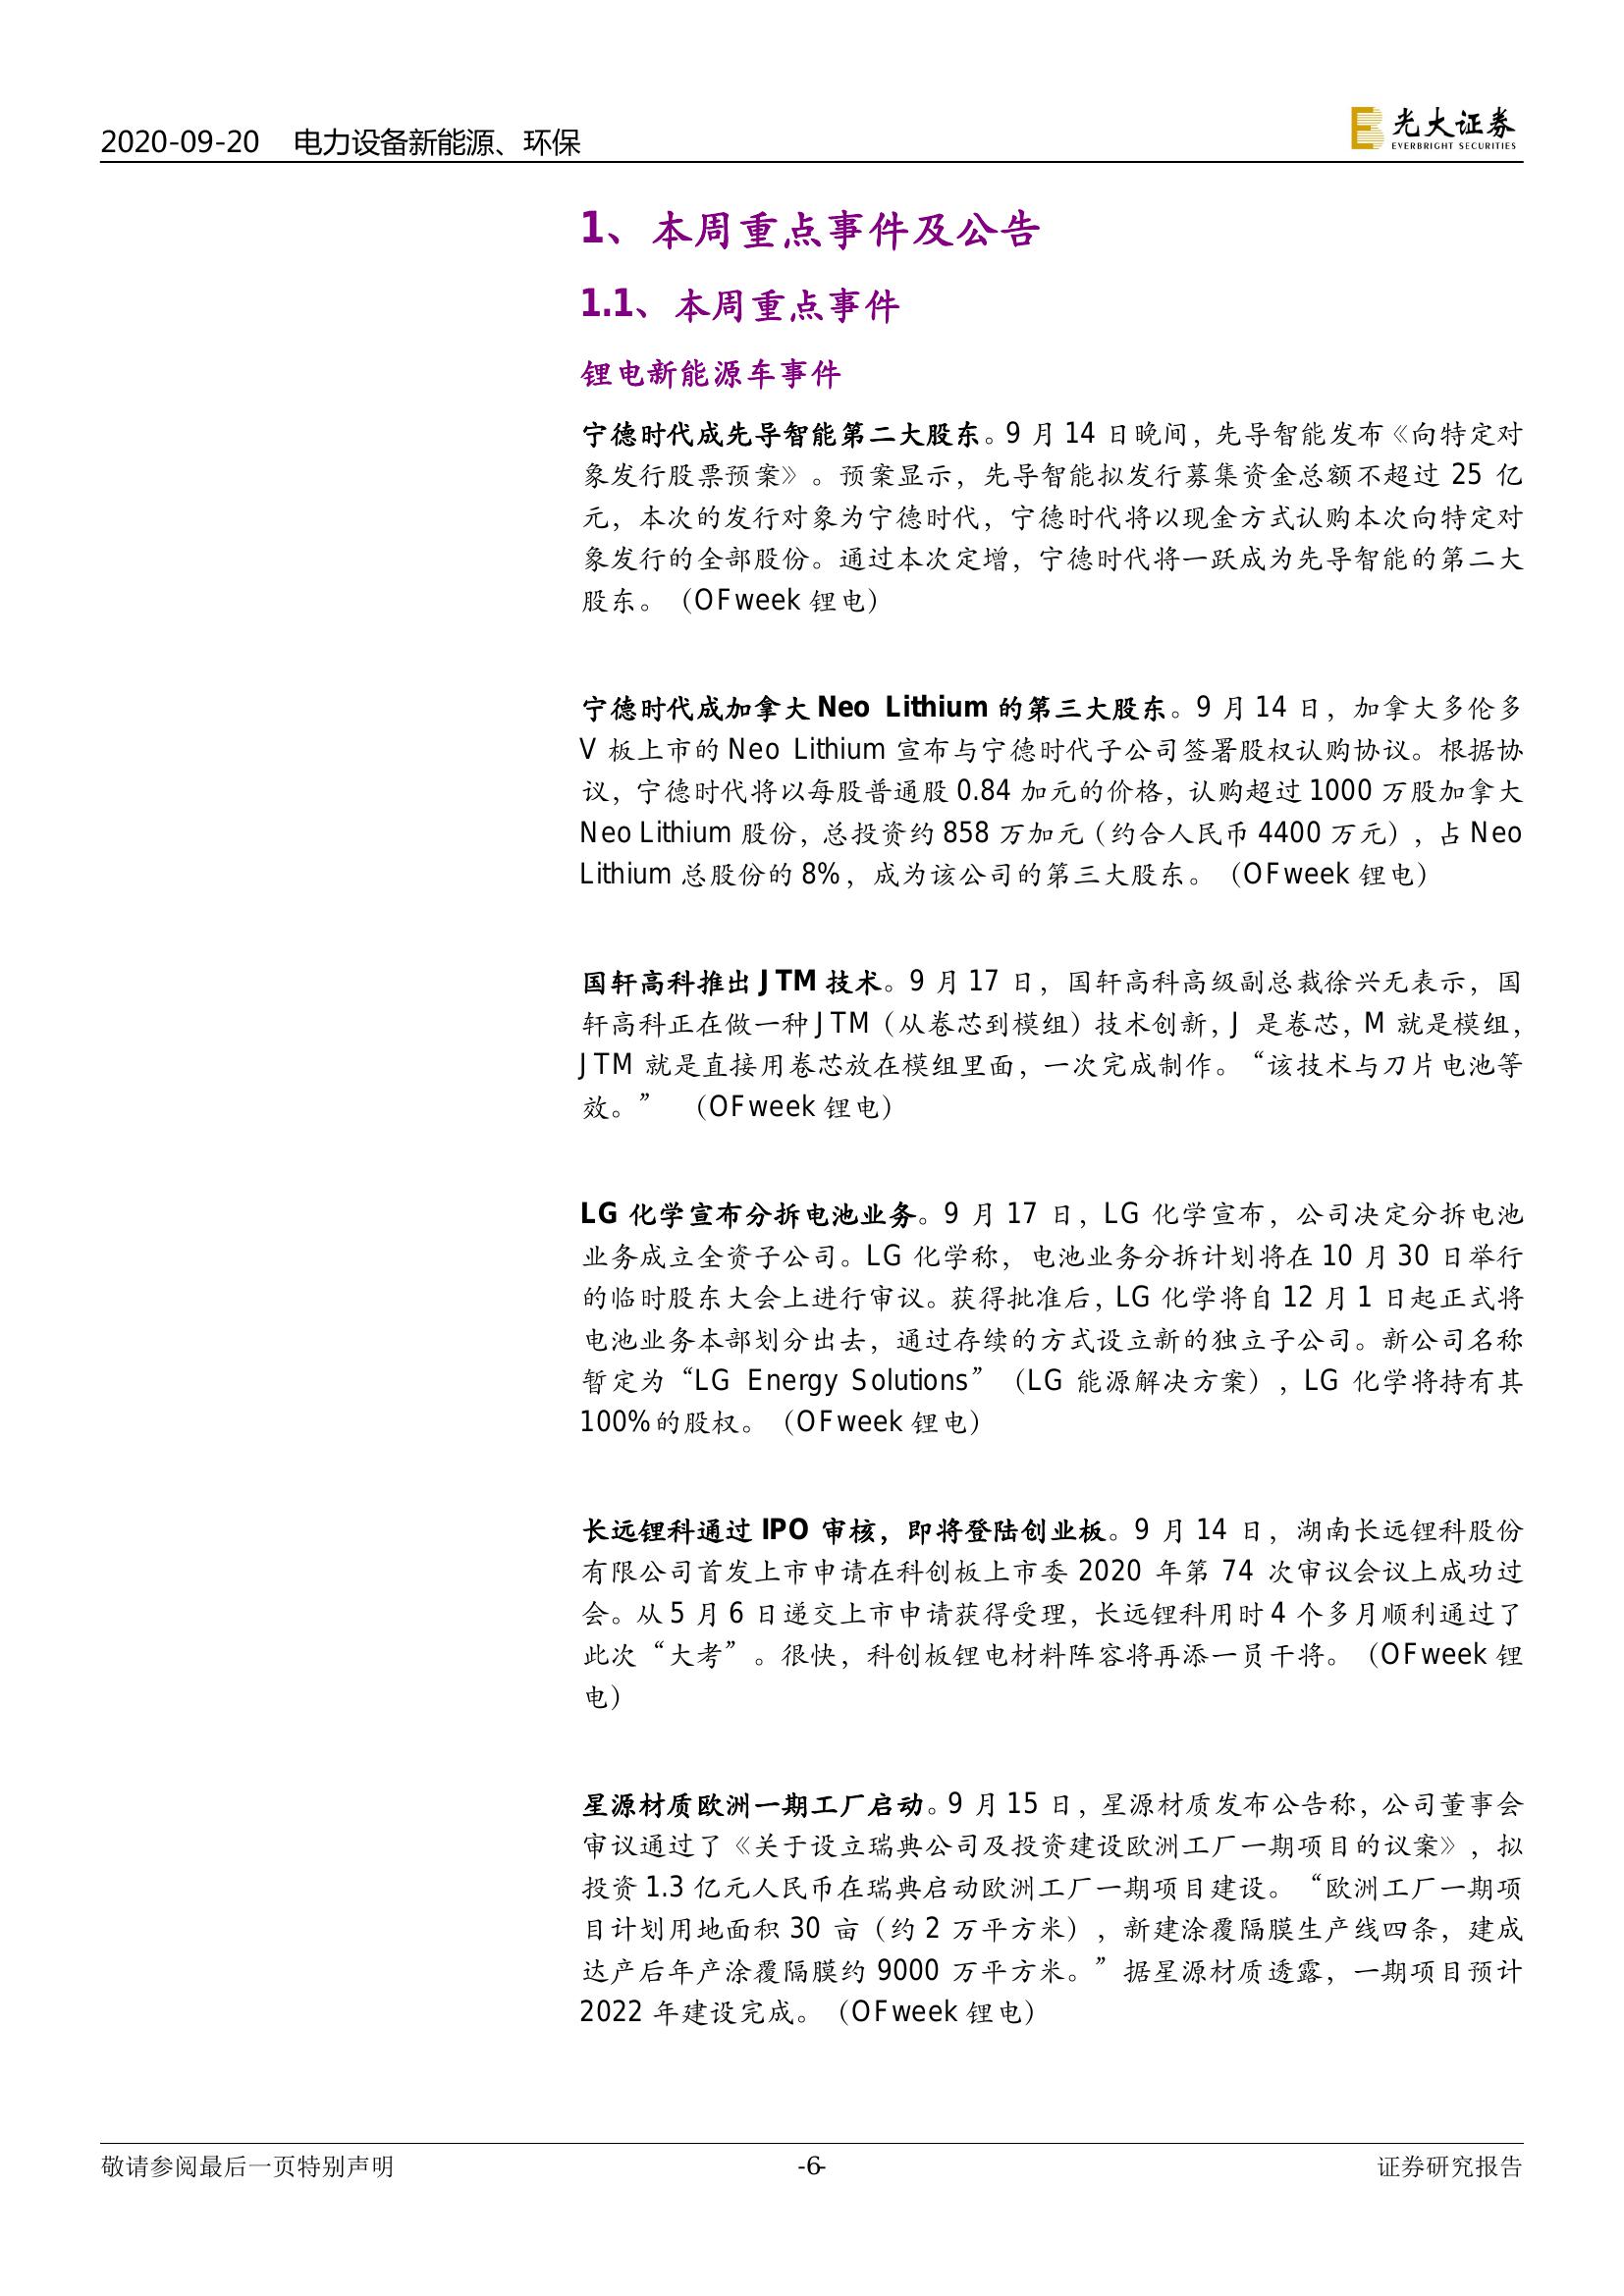 2020-09-20 电力设备新能源、环保
光大证券
EVERBRIGHT SECURITIES
1、本周重点事件及公告
1.1、本周重点事件
锂电新能源车事件
宁德时代成先导智能第二大股东。9 月 14 日晚间，先导智能发布《向特定对
象发行股票预案》。预案显示，先导智能拟发行募集资金总额不超过 25 亿
元，本次的发行对象为宁德时代，宁德时代将以现金方式认购本次向特定对
象发行的全部股份。通过本次定增，宁德时代将一跃成为先导智能的第二大
股东。（OFweek 锂电）
宁德时代成加拿大 Neo Lithium 的第三大股东。9 月 14 日，加拿大多伦多
V 板上市的 Neo Lithium 宣布与宁德时代子公司签署股权认购协议。根据协
议，宁德时代将以每股普通股 0.84 加元的价格，认购超过 1000 万股加拿大
Neo Lithium 股份，总投资约 858 万加元（约合人民币 4400 万元），占 Neo
Lithium 总股份的 8%，成为该公司的第三大股东。（OFweek 锂电）
国轩高科推出 JTM 技术。9 月 17 日，国轩高科高级副总裁徐兴无表示，国
轩高科正在做一种 JTM（从卷芯到模组）技术创新，J 是卷芯，M 就是模组，
JTM 就是直接用卷芯放在模组里面，一次完成制作。“该技术与刀片电池等
效。” （OFweek 锂电）
LG 化学宣布分拆电池业务。9 月 17 日，LG 化学宣布，公司决定分拆电池
业务成立全资子公司。LG 化学称，电池业务分拆计划将在 10 月 30 日举行
的临时股东大会上进行审议。获得批准后，LG 化学将自 12 月 1 日起正式将
电池业务本部划分出去，通过存续的方式设立新的独立子公司。新公司名称
暂定为“LG Energy Solutions”（LG 能源解决方案），LG 化学将持有其
100%的股权。（OFweek 锂电）
长远锂科通过 IPO 审核，即将登陆创业板。9 月 14 日，湖南长远锂科股份
有限公司首发上市申请在科创板上市委 2020 年第 74 次审议会议上成功过
会。从 5 月 6 日递交上市申请获得受理，长远锂科用时 4 个多月顺利通过了
此次“大考”。很快，科创板锂电材料阵容将再添一员干将。（OFweek 锂
电）
星源材质欧洲一期工厂启动。9 月 15 日，星源材质发布公告称，公司董事会
审议通过了《关于设立瑞典公司及投资建设欧洲工厂一期项目的议案》，拟
投资 1.3 亿元人民币在瑞典启动欧洲工厂一期项目建设。“欧洲工厂一期项
目计划用地面积 30 亩（约 2 万平方米），新建涂覆隔膜生产线四条，建成
达产后年产涂覆隔膜约 9000 万平方米。”据星源材质透露，一期项目预计
2022 年建设完成。（OFweek 锂电）
敬请参阅最后一页特别声明 -6- 证券研究报告